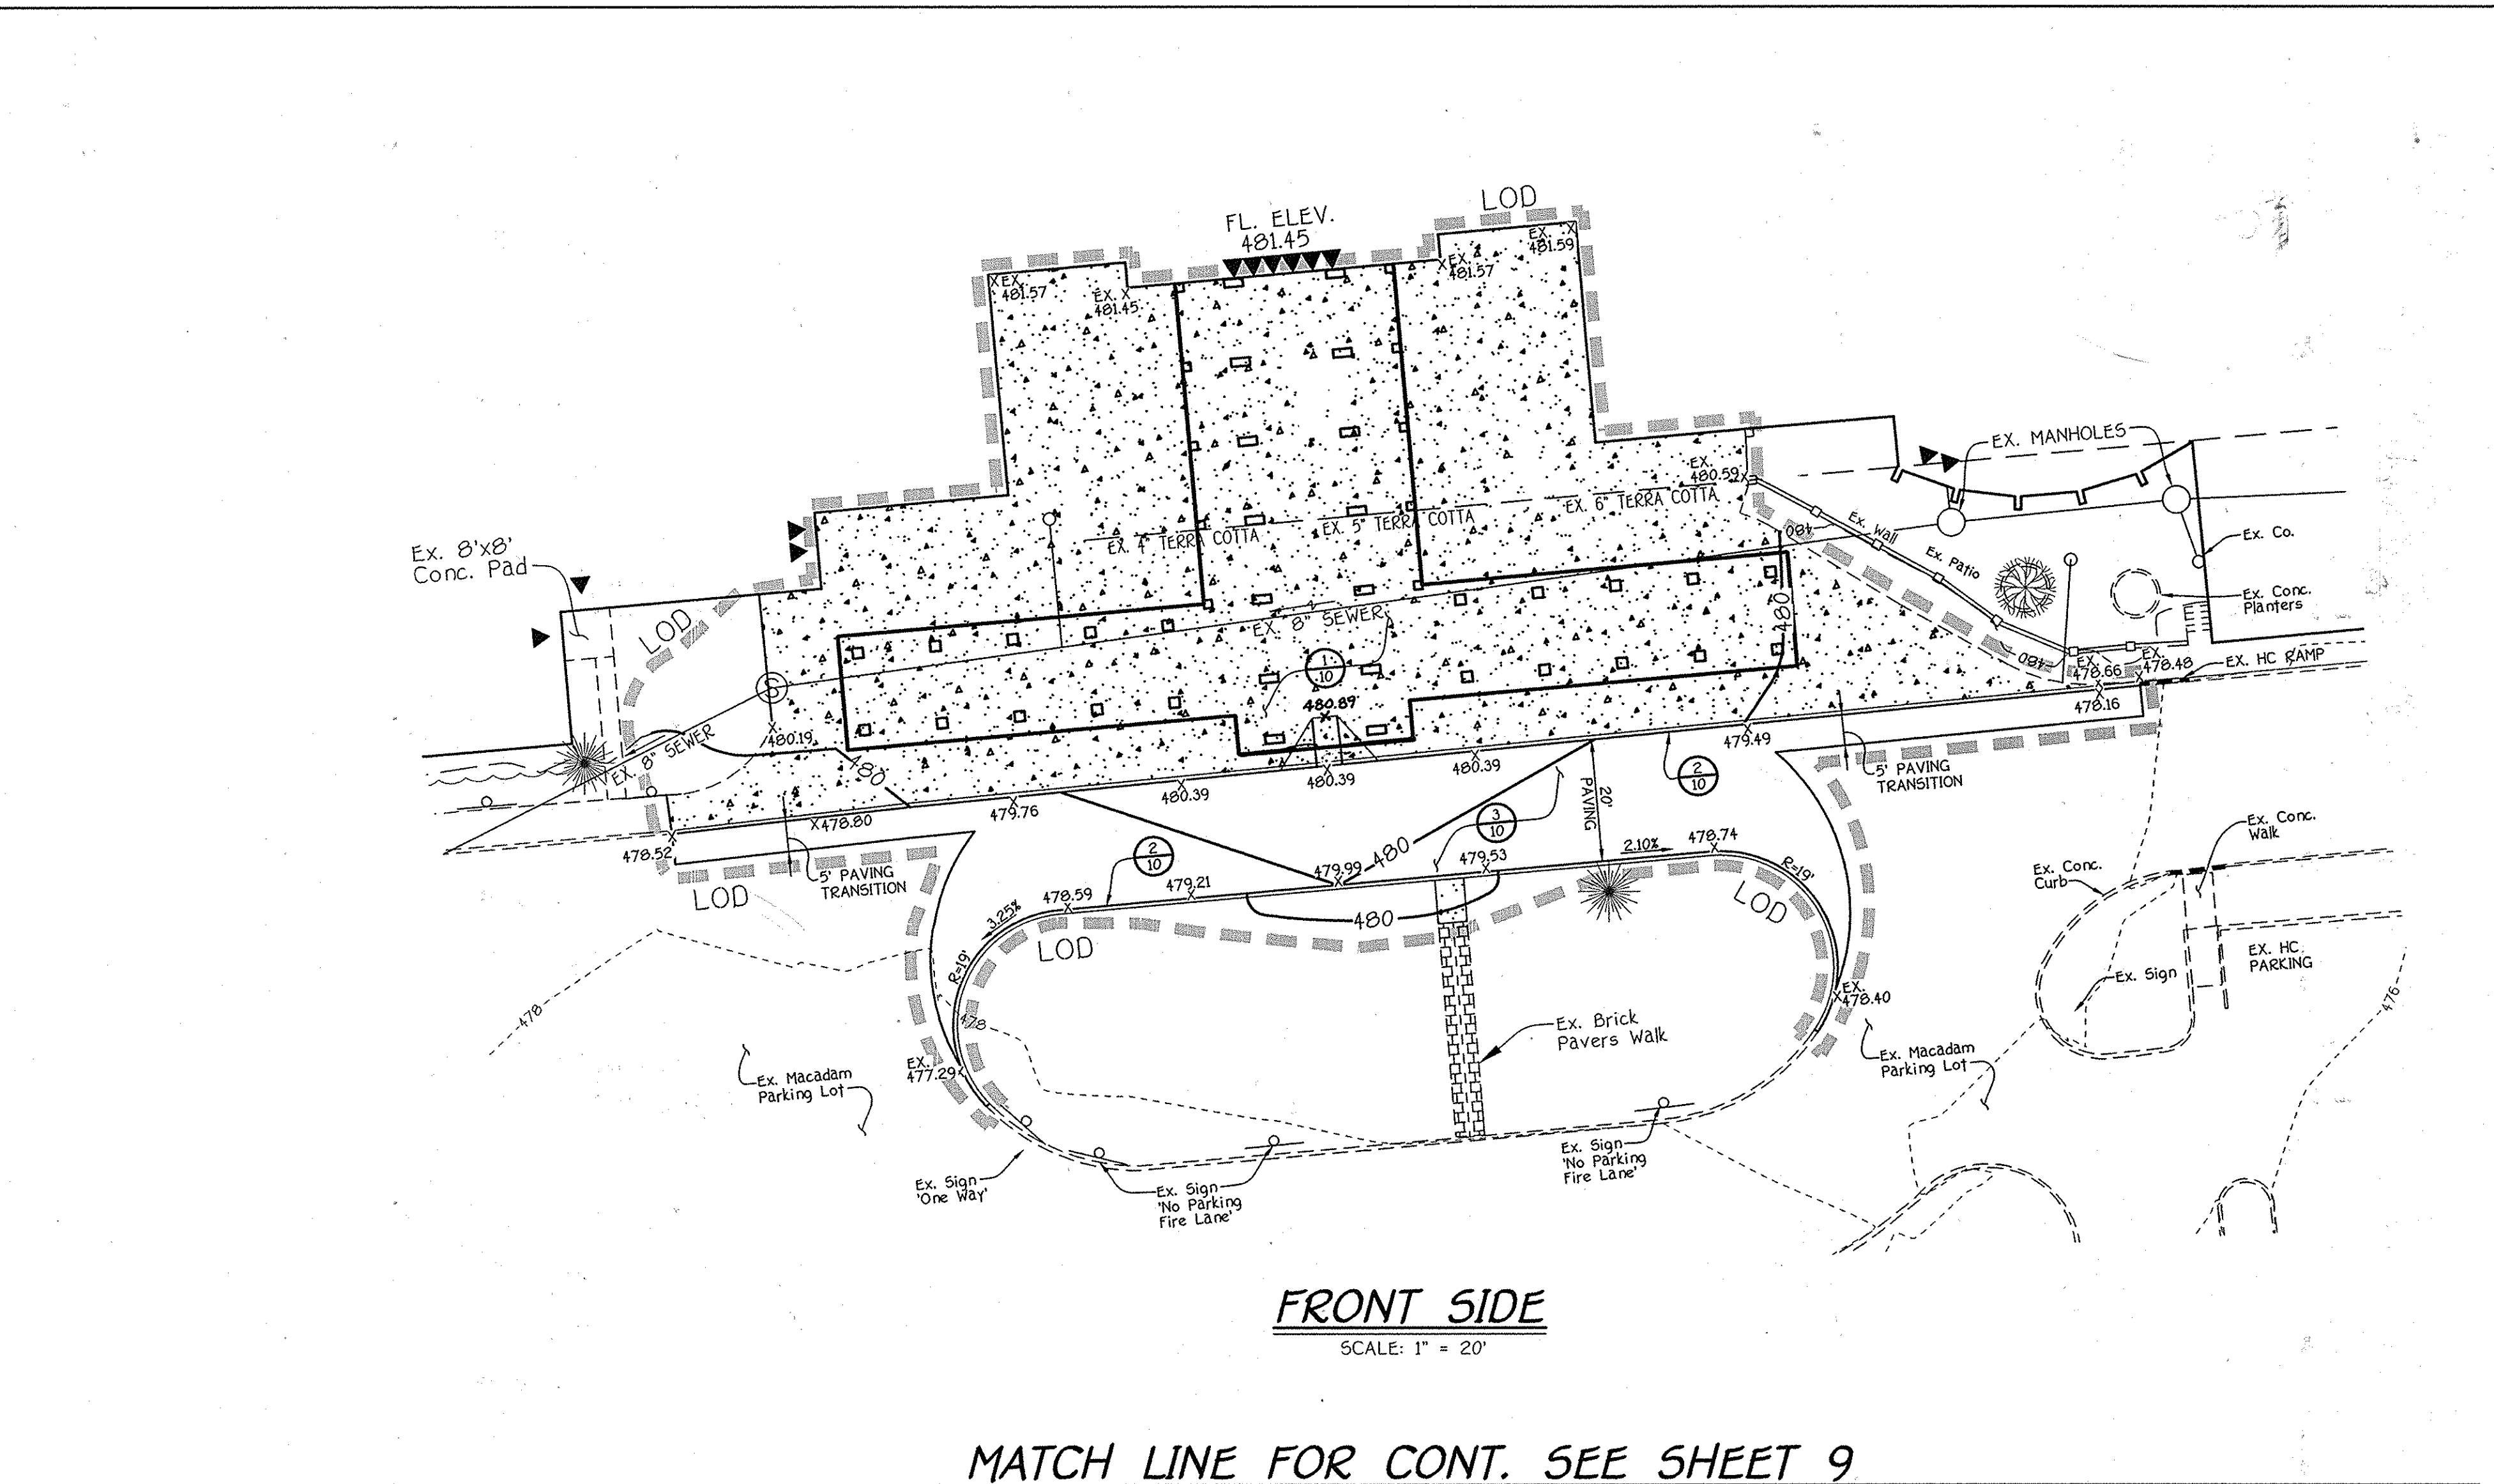 LOD
FL. ELEV.
481.45
EX.
481.59
EX.
481.57
EX.
481.57
EX.
481.45
EX. MANHOLES
EX.
480.59
EX. 6" TERRA COTTA
EX. 5" TERRA COTTA
EX. 4" TERRA COTTA
480
Ex. Wall
Ex. Patio
Ex. Co.
Ex. 8'x8'
Conc. Pad
Ex. Conc.
Planters
LOD
EX. 8" SEWER
480
1
10
480
EX.
478.66
EX.
478.48
EX. HC RAMP
S
480.89
478.16
480.19
EX. 8" SEWER
480
479.49
480.39
480.39
480.39
479.76
478.80
478.52
2
10
5' PAVING
TRANSITION
20'
PAVING
3
10
2
10
480
2.10%
478.74
479.53
479.99
479.21
478.59
5' PAVING
TRANSITION
LOD
3.25%
R=19'
R=19'
LOD
480
LOD
Ex. Conc.
Walk
Ex. Conc.
Curb
EX. HC
PARKING
Ex. Sign
476
478
478
EX.
477.29
EX.
478.40
Ex. Brick
Pavers Walk
Ex. Macadam
Parking Lot
Ex. Macadam
Parking Lot
Ex. Sign
'One Way'
Ex. Sign
'No Parking
Fire Lane'
Ex. Sign
'No Parking
Fire Lane'
FRONT SIDE
SCALE: 1" = 20'
MATCH LINE FOR CONT. SEE SHEET 9